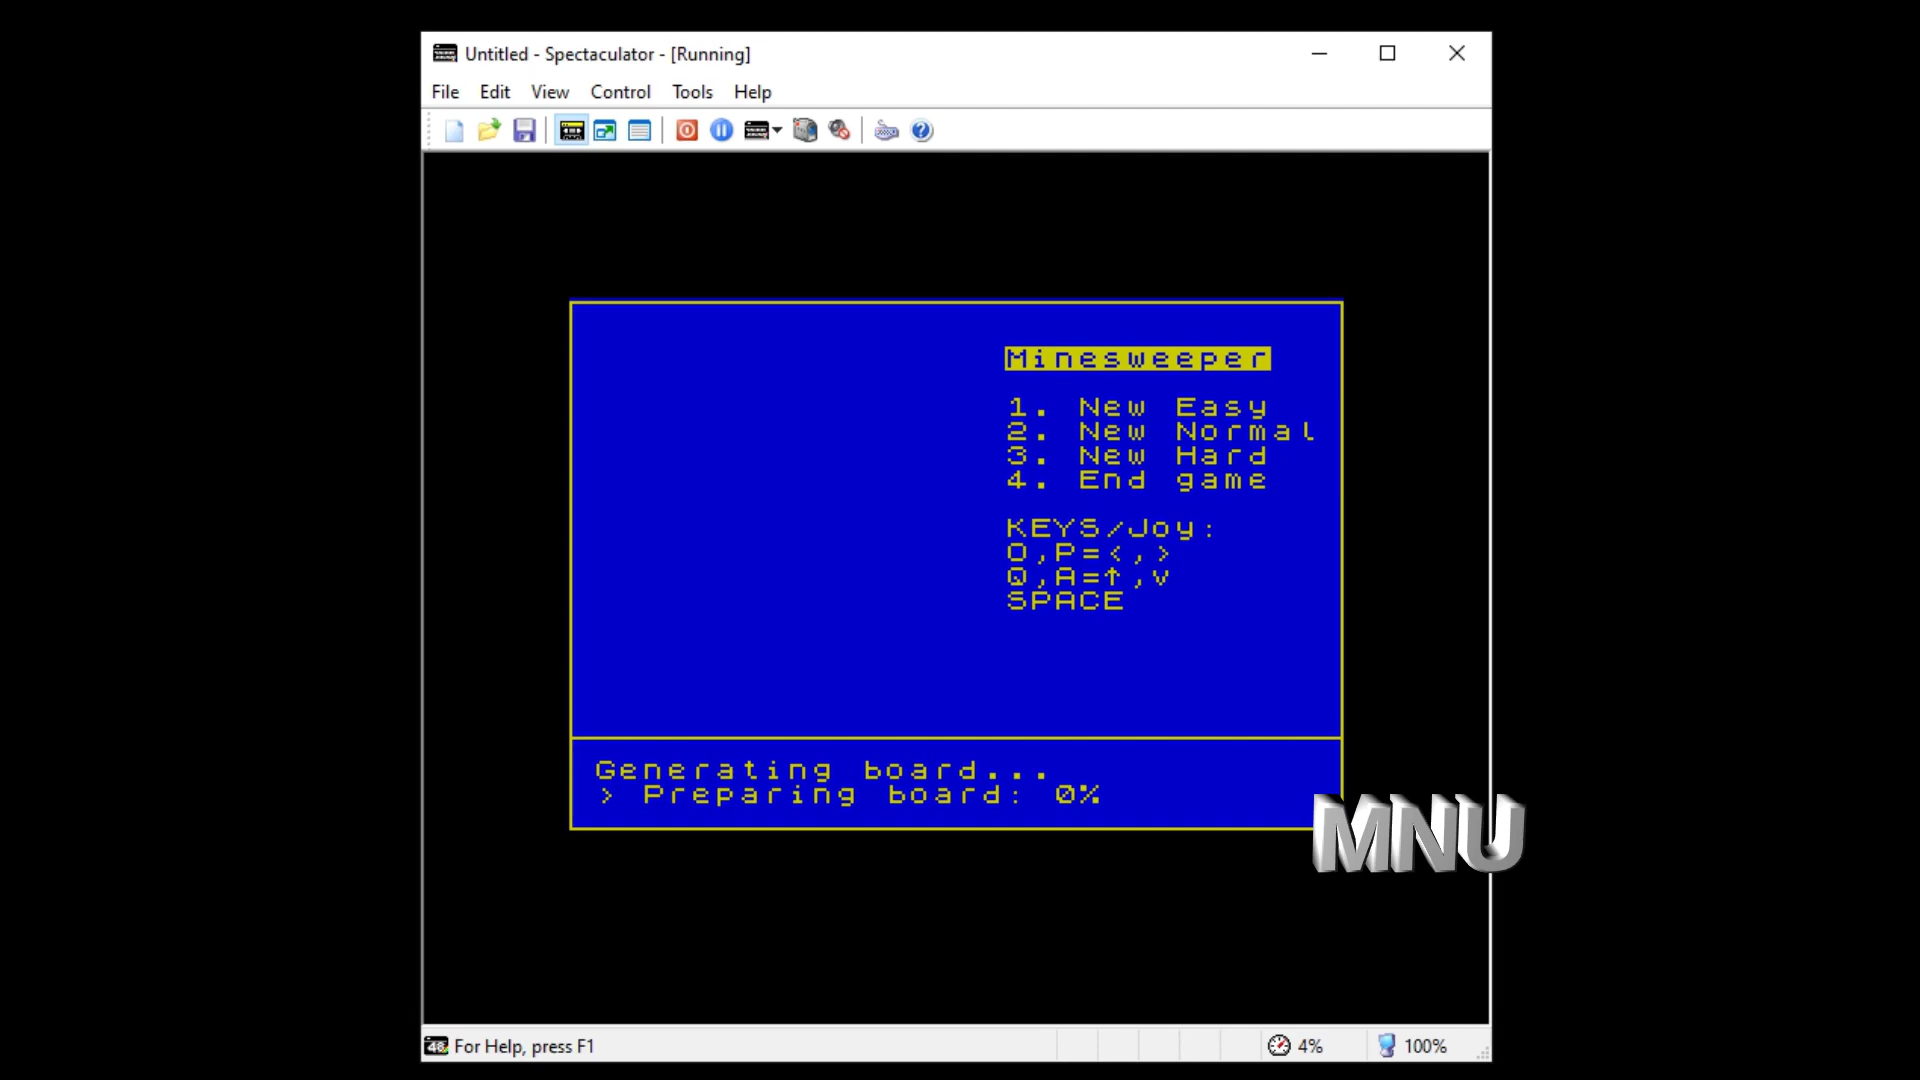 Untitled - Spectaculator - [Running]
File Edit View Control Tools Help
Minesweeper
1. New Easy
2. New Normal
3. New Hard
4. End game
KEYS/Joy:
O,P=<,>
Q,A=↑,v
SPACE
Generating board...
> Preparing board: 0%
MNU
48 For Help, press F1 4% 100%